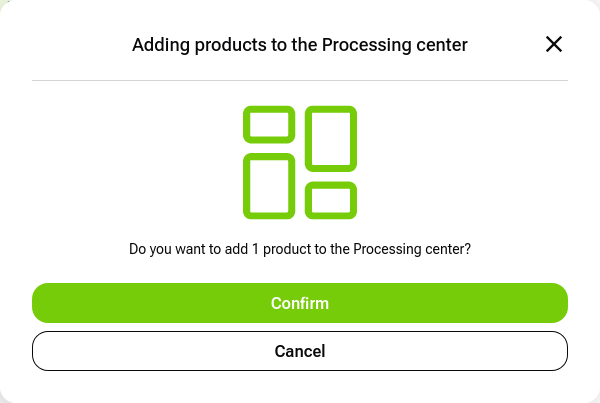 Adding products to the Processing center
Do you want to add 1 product to the Processing center?
Confirm
Cancel